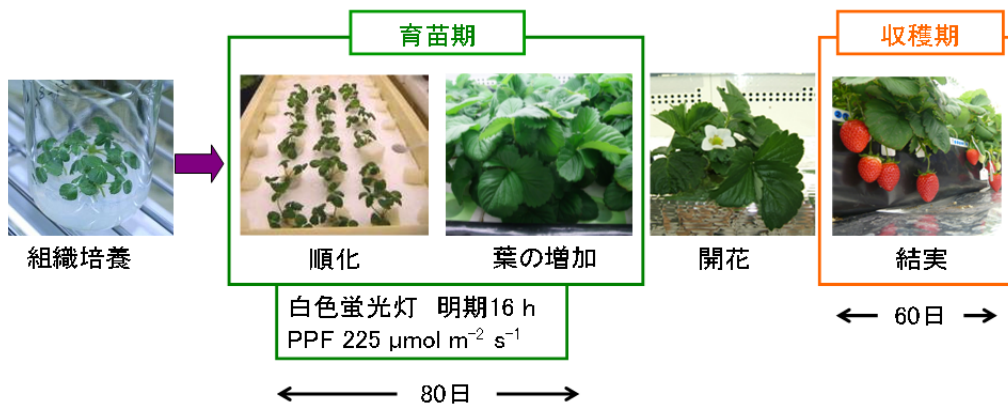 育苗期
収穫期
組織培養
順化
葉の増加
開花
結実
白色蛍光灯 明期16 h
PPF 225 μmol m⁻² s⁻¹
80日
60日